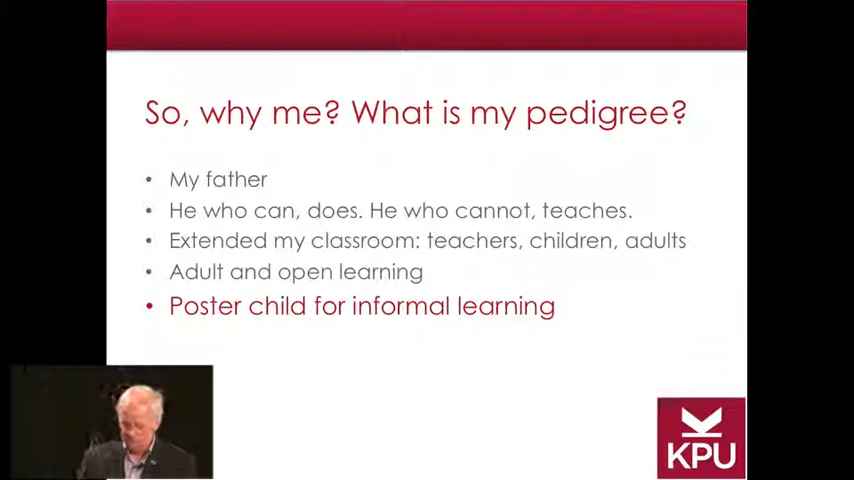 So, why me? What is my pedigree?
• My father
• He who can, does. He who cannot, teaches.
• Extended my classroom: teachers, children, adults
• Adult and open learning
• Poster child for informal learning
KPU